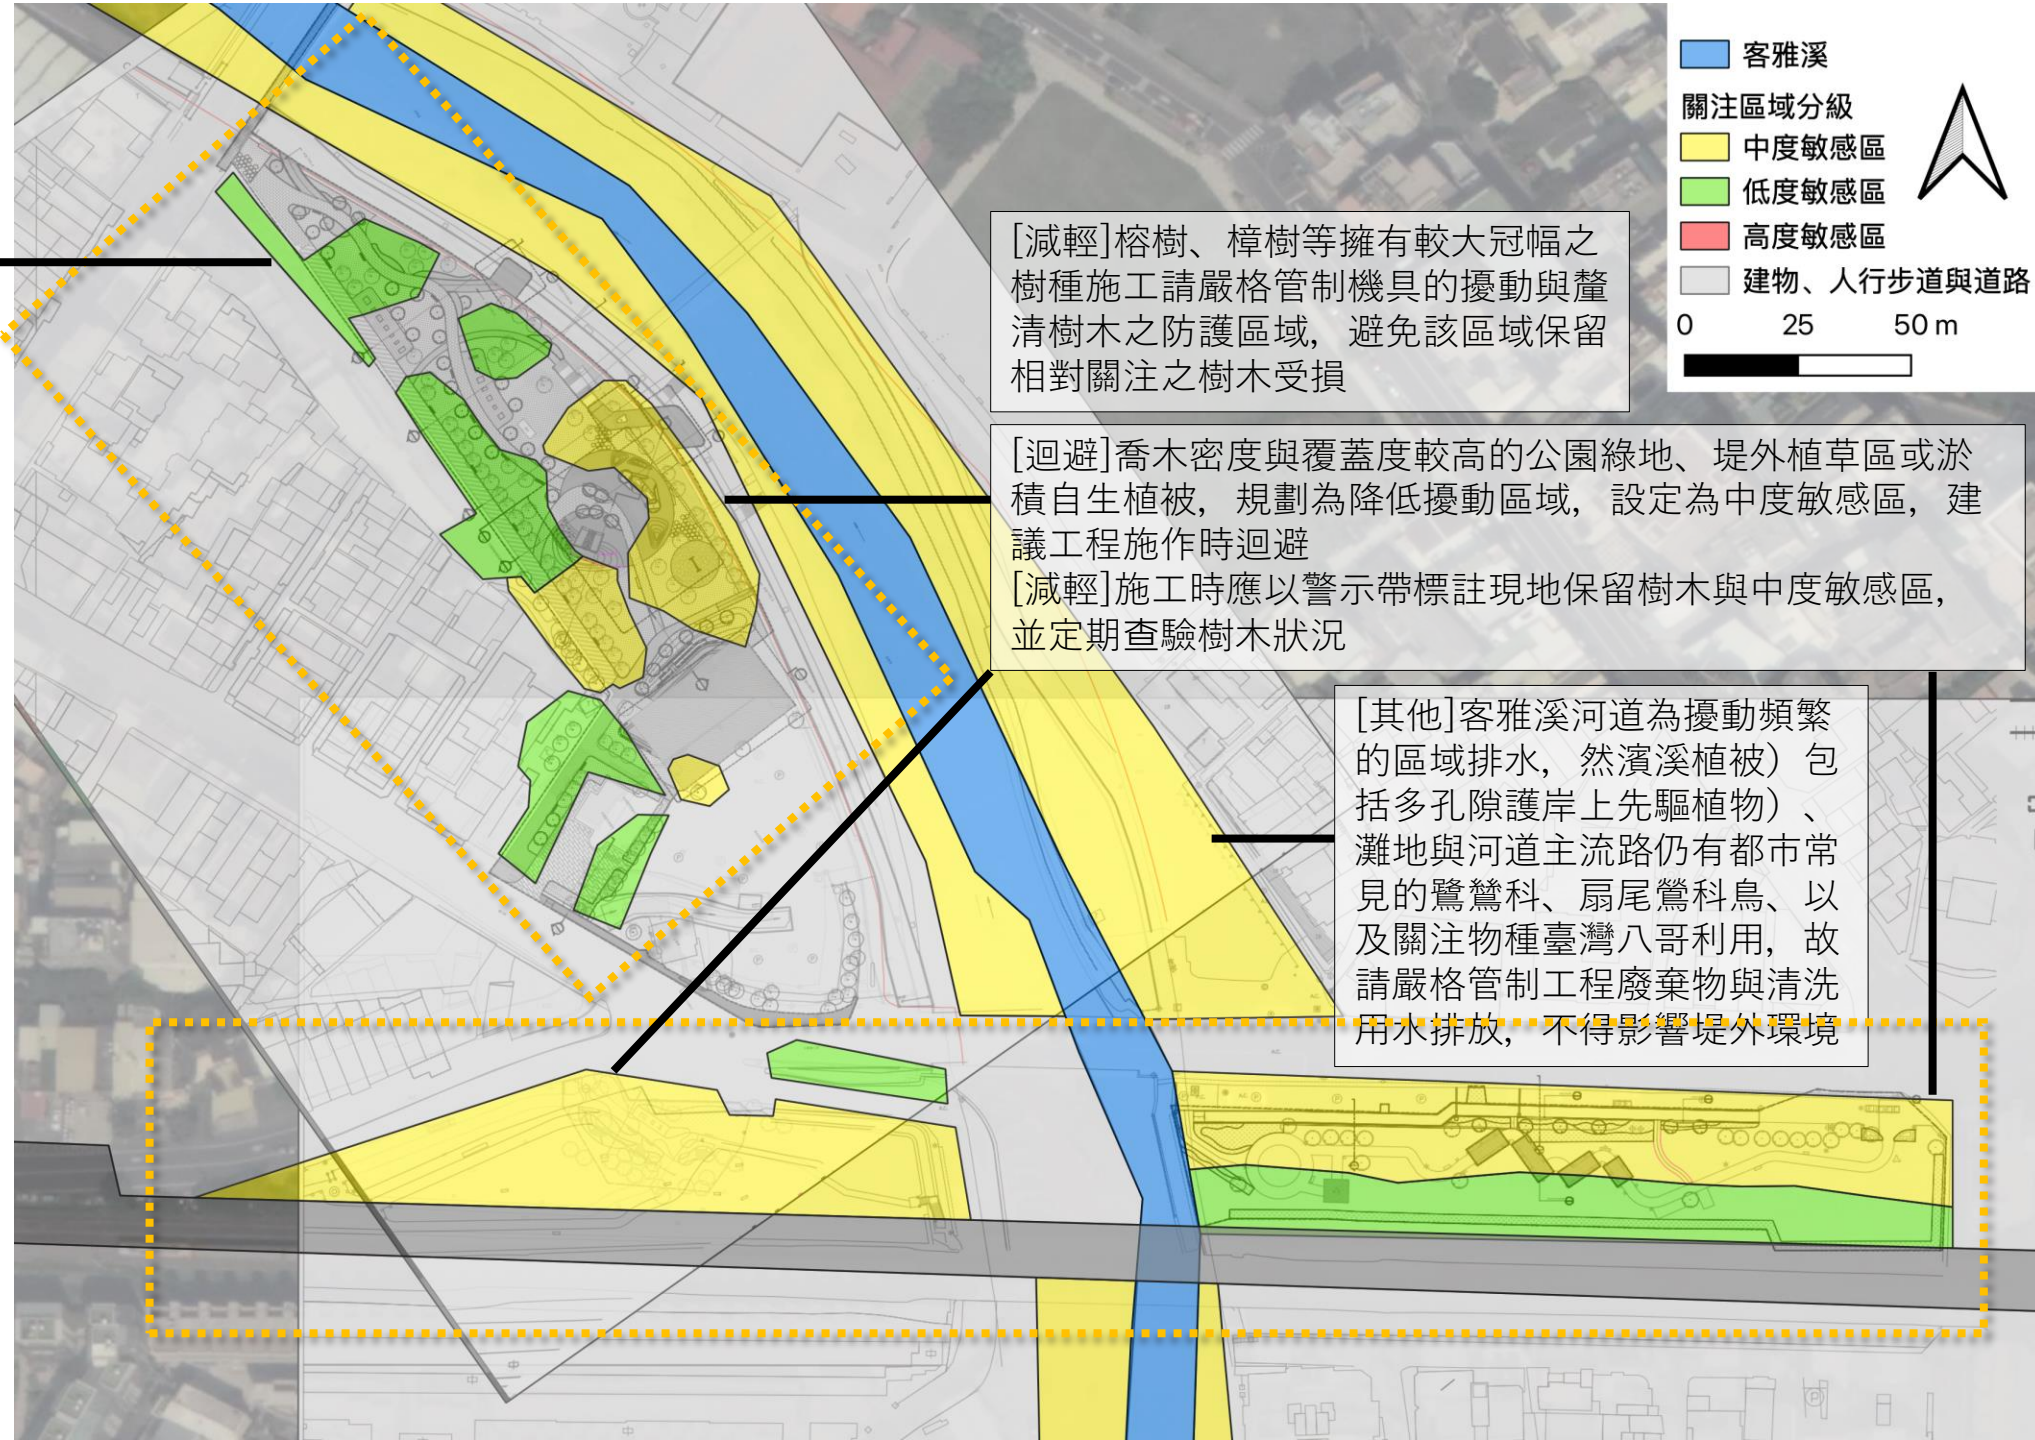 客雅溪
關注區域分級
中度敏感區
低度敏感區
高度敏感區
建物、人行步道與道路
0 25 50 m
[減輕]榕樹、樟樹等擁有較大冠幅之
樹種施工請嚴格管制機具的擾動與釐
清樹木之防護區域，避免該區域保留
相對關注之樹木受損
[迴避]喬木密度與覆蓋度較高的公園綠地、堤外植草區或淤
積自生植被，規劃為降低擾動區域，設定為中度敏感區，建
議工程施作時迴避
[減輕]施工時應以警示帶標註現地保留樹木與中度敏感區，
並定期查驗樹木狀況
[其他]客雅溪河道為擾動頻繁
的區域排水，然濱溪植被）包
括多孔隙護岸上先驅植物）、
灘地與河道主流路仍有都市常
見的鷺鷥科、扇尾鶯科鳥、以
及關注物種臺灣八哥利用，故
請嚴格管制工程廢棄物與清洗
用水排放，不得影響堤外環境